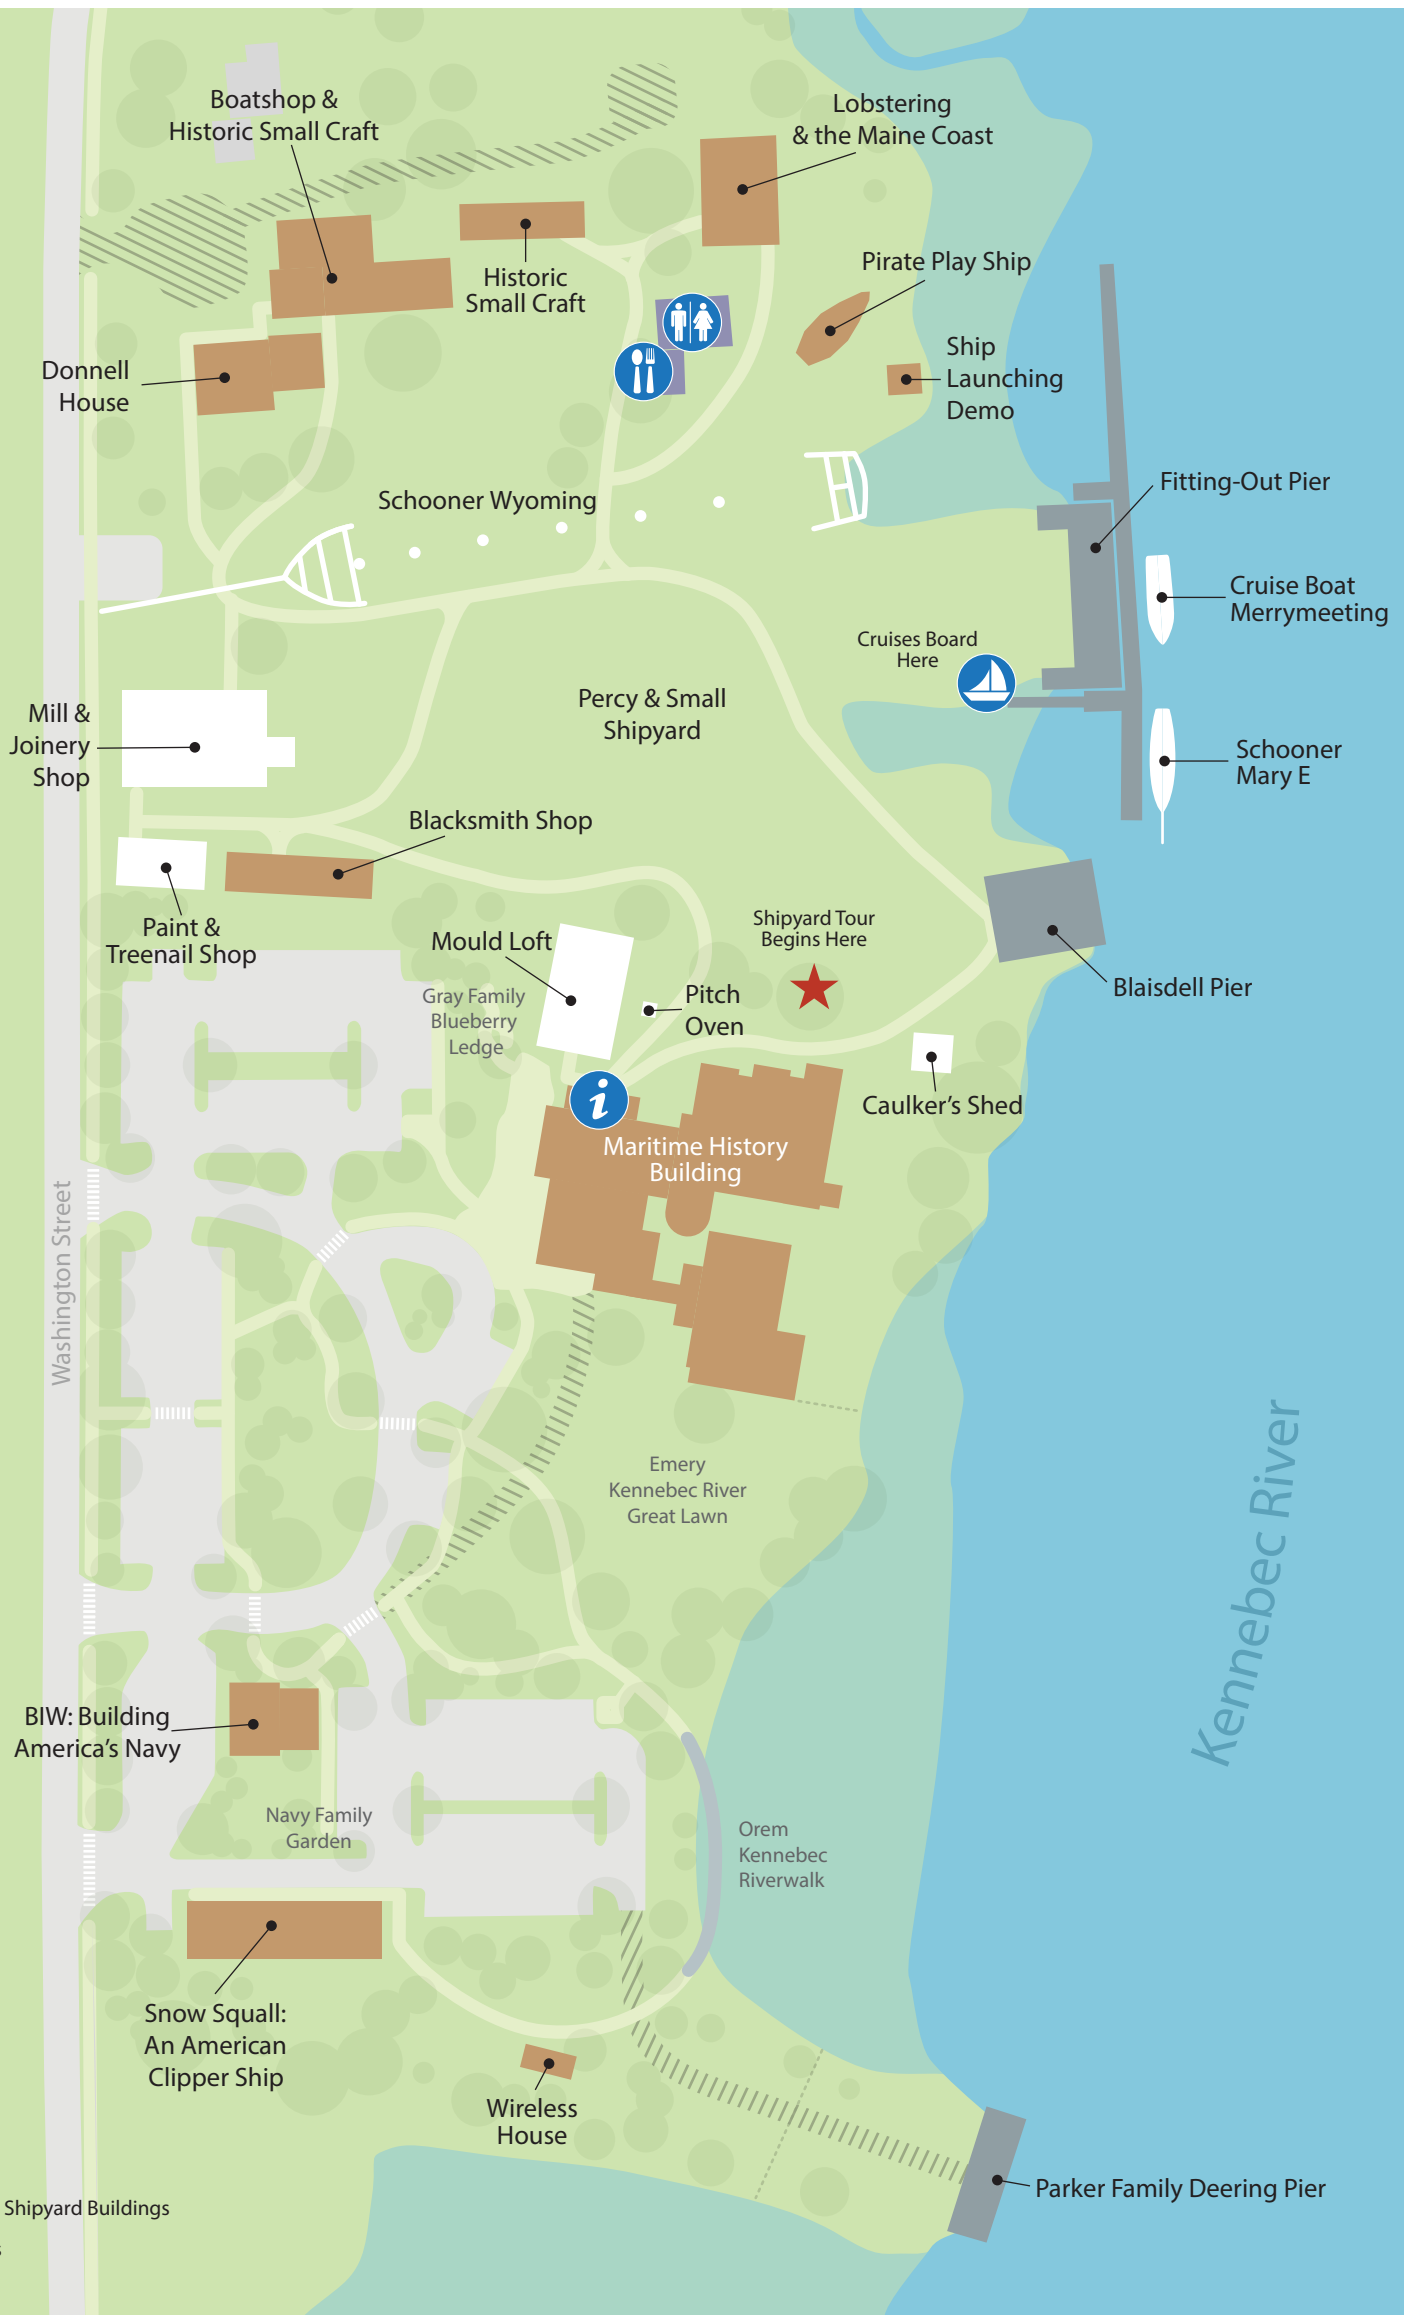 Boatshop &
Historic Small Craft
Lobstering
& the Maine Coast
Historic
Small Craft
Pirate Play Ship
Ship
Launching
Demo
Donnell
House
Schooner Wyoming
Fitting-Out Pier
Cruise Boat
Merrymeeting
Cruises Board
Here
Percy & Small
Shipyard
Mill &
Joinery
Shop
Schooner
Mary E
Blacksmith Shop
Paint &
Treenail Shop
Mould Loft
Shipyard Tour
Begins Here
Gray Family
Blueberry
Ledge
Pitch
Oven
Blaisdell Pier
Caulker's Shed
i
Maritime History
Building
Washington Street
Emery
Kennebec River
Great Lawn
Kennebec River
BIW: Building
America's Navy
Navy Family
Garden
Orem
Kennebec
Riverwalk
Snow Squall:
An American
Clipper Ship
Wireless
House
Parker Family Deering Pier
Shipyard Buildings